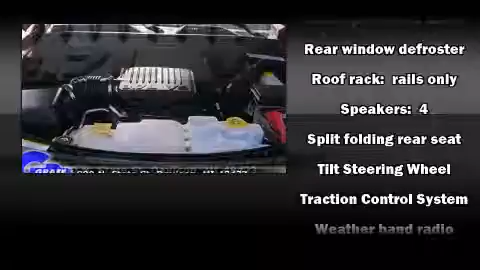 Rear window defroster
Roof rack:  rails only
Speakers:  4
Split folding rear seat
Tilt Steering Wheel
Traction Control System
Weather band radio